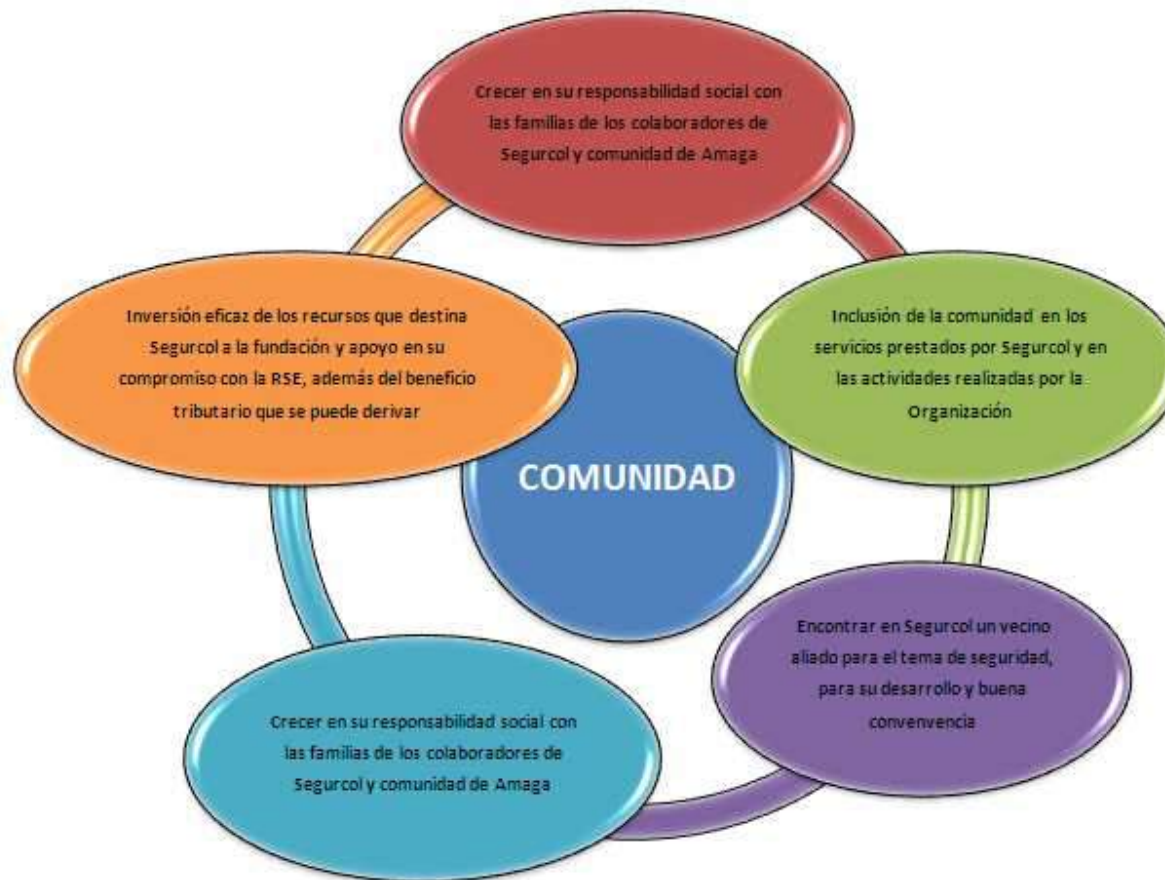 Crecer en su responsabilidad social con
las familias de los colaboradores de
Segurcol y comunidad de Amaga
Inversión eficaz de los recursos que destina
Segurcol a la fundación y apoyo en su
compromiso con la RSE, además del beneficio
tributario que se puede derivar
Inclusión de la comunidad en los
servicios prestados por Segurcol y en
las actividades realizadas por la
Organización
COMUNIDAD
Encontrar en Segurcol un vecino
aliado para el tema de seguridad,
para su desarrollo y buena
convenvencia
Crecer en su responsabilidad social con
las familias de los colaboradores de
Segurcol y comunidad de Amaga